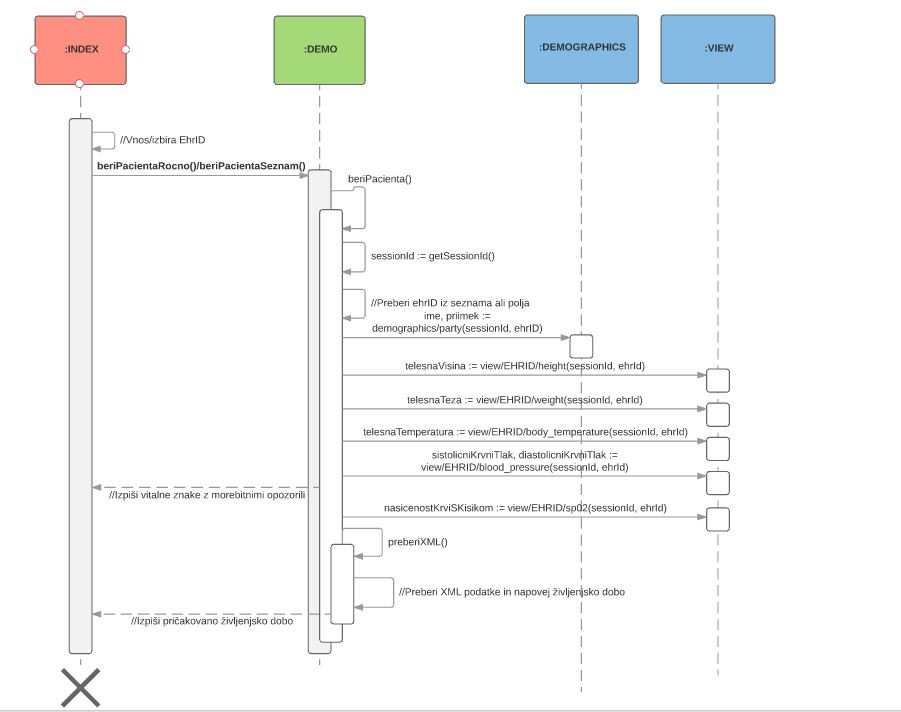 :INDEX
:DEMO
:DEMOGRAPHICS
:VIEW
//Vnos/izbira EhrID
beriPacientaRocno()/beriPacientaSeznam()
beriPacienta()
sessionId := getSessionId()
//Preberi ehrID iz seznama ali polja
ime, priimek :=
demographics/party(sessionId, ehrID)
telesnaVisina := view/EHRID/height(sessionId, ehrId)
telesnaTeza := view/EHRID/weight(sessionId, ehrId)
telesnaTemperatura := view/EHRID/body_temperature(sessionId, ehrId)
sistolicniKrvniTlak, diastolicniKrvniTlak :=
view/EHRID/blood_pressure(sessionId, ehrId)
//Izpiši vitalne znake z morebitnimi opozorili
nasicenostKrviSKisikom := view/EHRID/sp02(sessionId, ehrId)
preberiXML()
//Preberi XML podatke in napovej življenjsko dobo
//Izpiši pričakovano življenjsko dobo